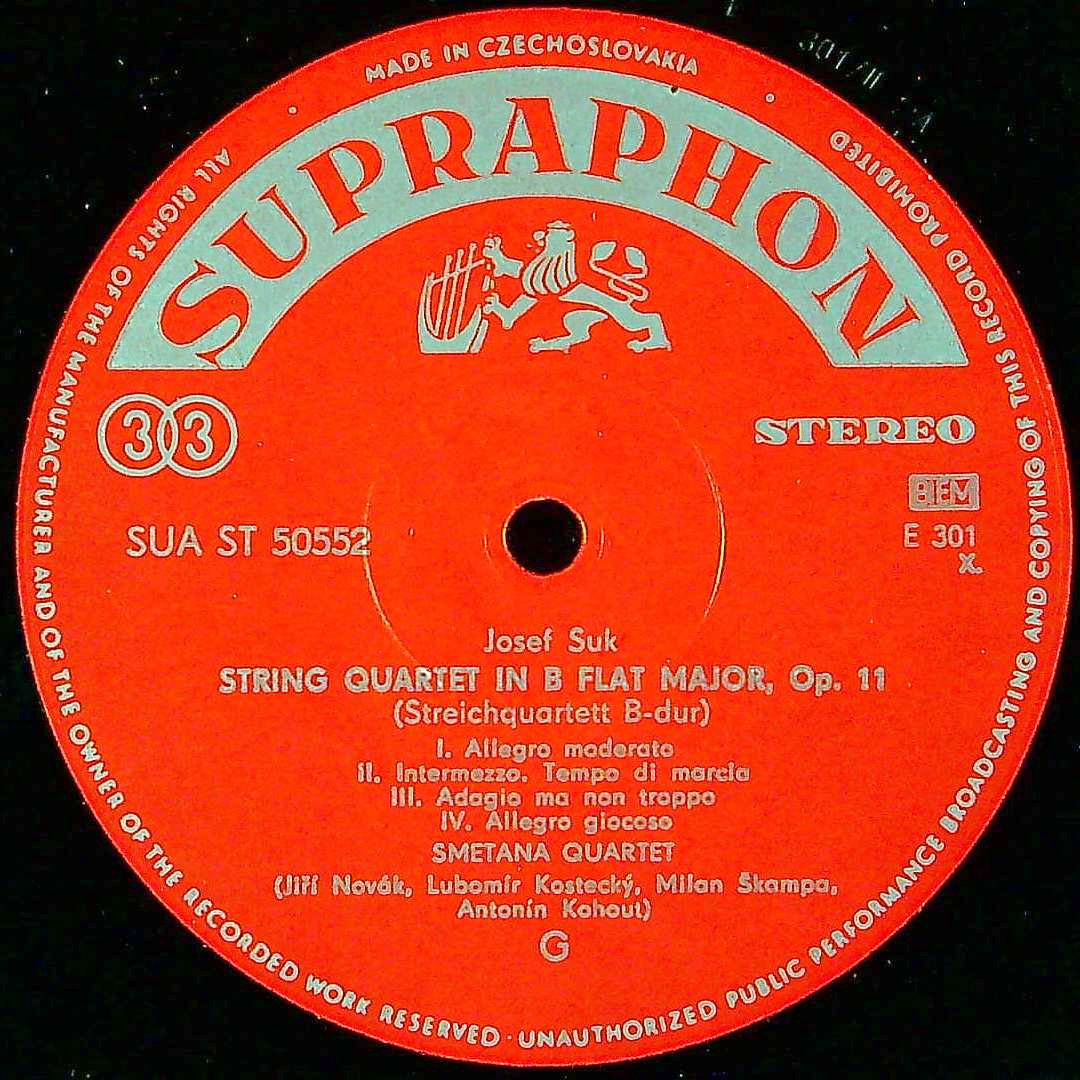 MADE IN CZECHOSLOVAKIA
SUPRAPHON
33
STEREO
BIEM
SUA ST 50552
E 301
X.
Josef Suk
STRING QUARTET IN B FLAT MAJOR, Op. 11
(Streichquartett B-dur)
I. Allegro moderato
II. Intermezzo. Tempo di marcia
III. Adagio ma non troppo
IV. Allegro giocoso
SMETANA QUARTET
(Jiří Novák, Lubomír Kostecký, Milan Škampa,
Antonín Kohout)
G
ALL RIGHTS OF THE MANUFACTURER AND OF THE OWNER OF THE RECORDED WORK RESERVED · UNAUTHORIZED PUBLIC PERFORMANCE BROADCASTING AND COPYING OF THIS RECORD PROHIBITED